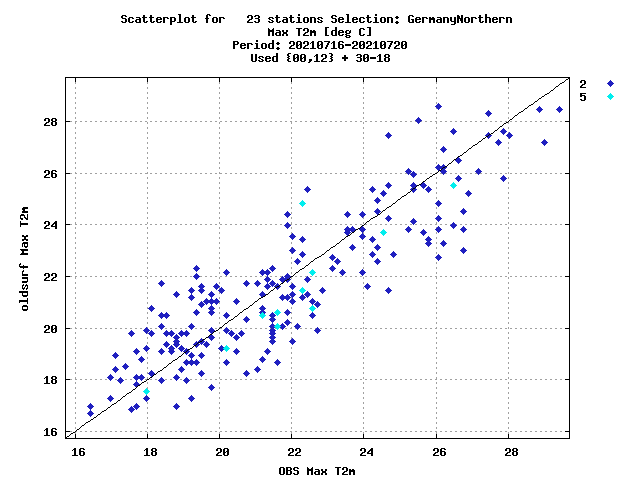 Scatterplot for 23 stations Selection: GermanyNorthern
Max T2m [deg C]
Period: 20210716-20210720
Used {00,12} + 30-18
2
5
28
26
24
22
20
18
16
oldsurf Max T2m
16 18 20 22 24 26 28
OBS Max T2m